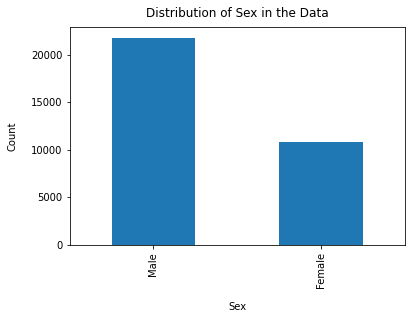 Distribution of Sex in the Data
20000
15000
10000
5000
0
Count
Male
Female
Sex